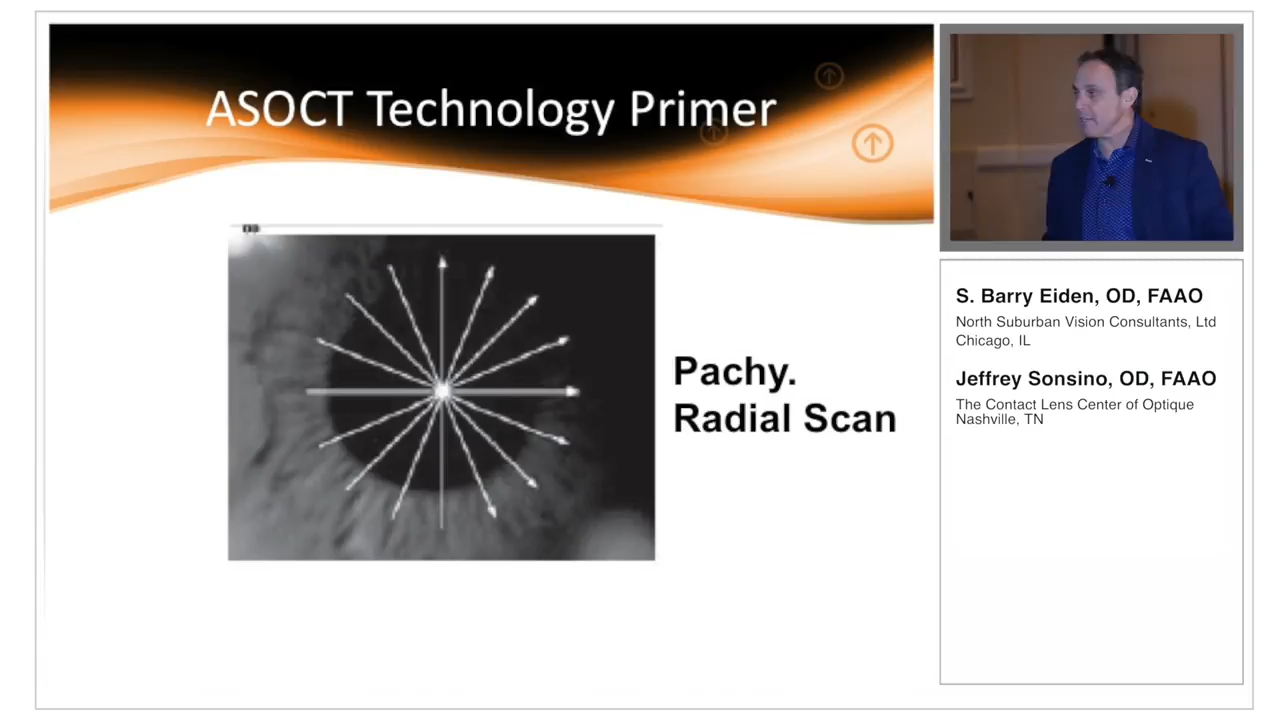 ASOCT Technology Primer
Pachy.
Radial Scan
S. Barry Eiden, OD, FAAO
North Suburban Vision Consultants, Ltd
Chicago, IL
Jeffrey Sonsino, OD, FAAO
The Contact Lens Center of Optique
Nashville, TN